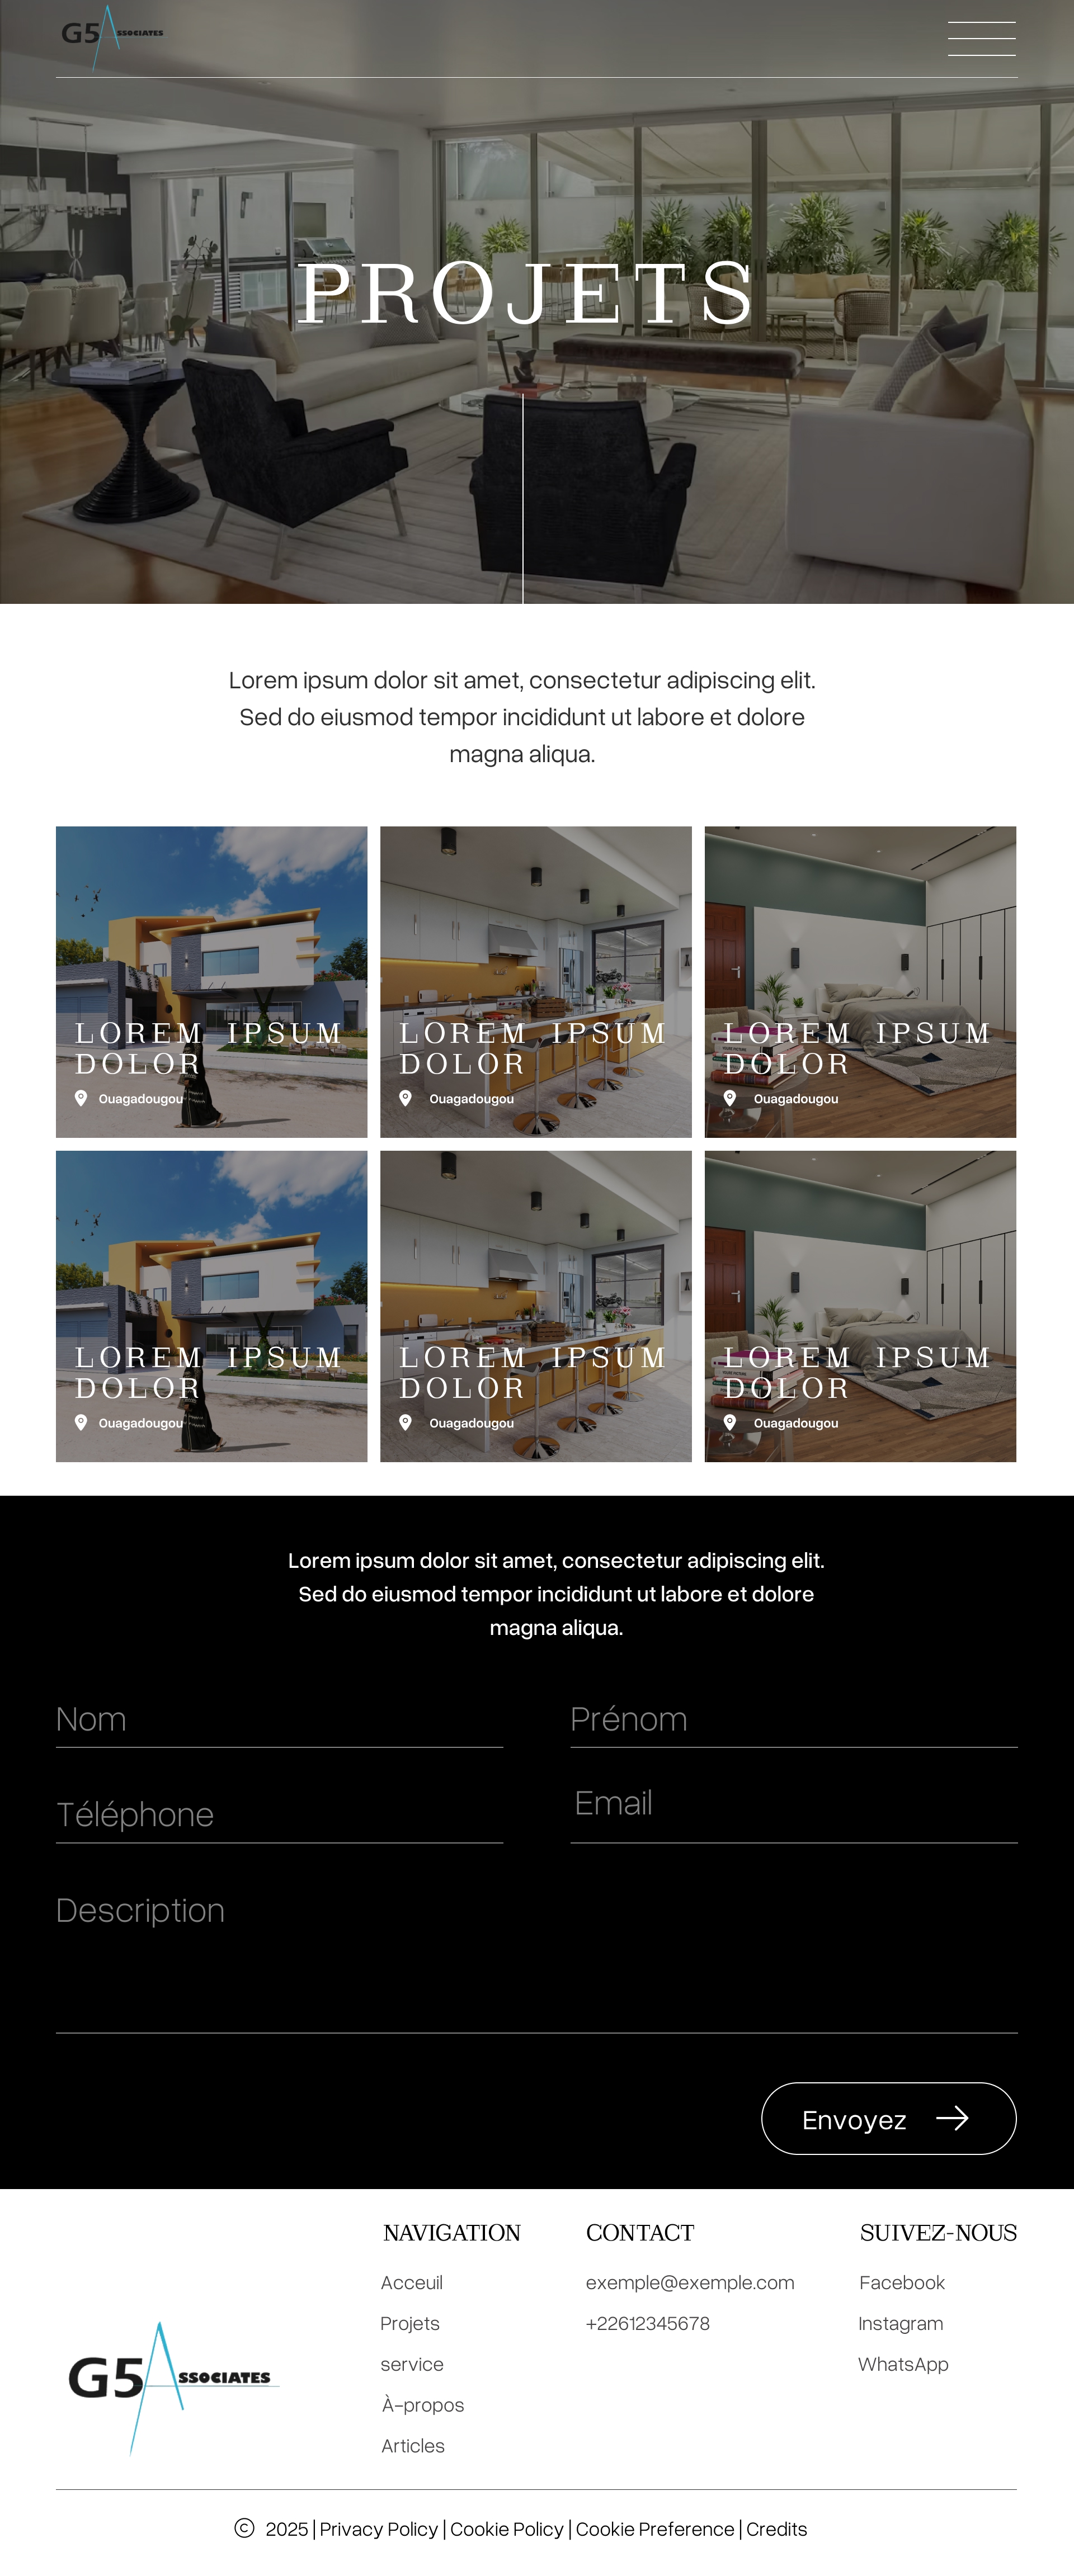 G5 ASSOCIATES
PROJETS
Lorem ipsum dolor sit amet, consectetur adipiscing elit.
Sed do eiusmod tempor incididunt ut labore et dolore
magna aliqua.
LOREM IPSUM
DOLOR
Ouagadougou
LOREM IPSUM
DOLOR
Ouagadougou
LOREM IPSUM
DOLOR
Ouagadougou
LOREM IPSUM
DOLOR
Ouagadougou
LOREM IPSUM
DOLOR
Ouagadougou
LOREM IPSUM
DOLOR
Ouagadougou
Lorem ipsum dolor sit amet, consectetur adipiscing elit.
Sed do eiusmod tempor incididunt ut labore et dolore
magna aliqua.
Nom
Prénom
Téléphone
Email
Description
Envoyez
G5 ASSOCIATES
NAVIGATION
Acceuil
Projets
service
À-propos
Articles
CONTACT
exemple@exemple.com
+22612345678
SUIVEZ-NOUS
Facebook
Instagram
WhatsApp
© 2025 | Privacy Policy | Cookie Policy | Cookie Preference | Credits